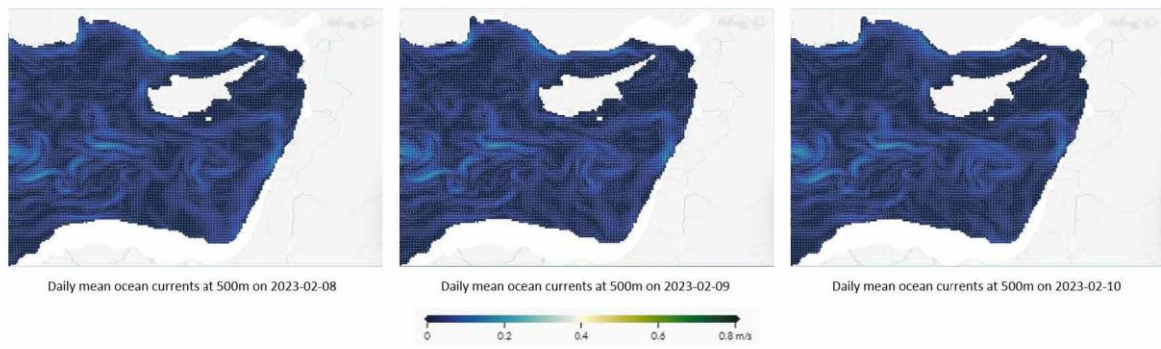 Daily mean ocean currents at 500m on 2023-02-08
Daily mean ocean currents at 500m on 2023-02-09
Daily mean ocean currents at 500m on 2023-02-10
0 0.2 0.4 0.6 0.8 m/s